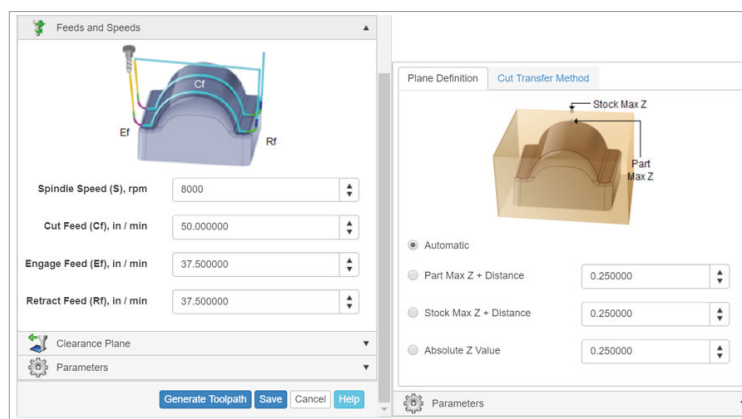 Feeds and Speeds
Cf
Ef
Rf
Spindle Speed (S), rpm 8000
Cut Feed (Cf), in / min 50.000000
Engage Feed (Ef), in / min 37.500000
Retract Feed (Rf), in / min 37.500000
Clearance Plane
Parameters
Generate Toolpath Save Cancel Help
Plane Definition Cut Transfer Method
Stock Max Z
Part
Max Z
Automatic
Part Max Z + Distance 0.250000
Stock Max Z + Distance 0.250000
Absolute Z Value 0.250000
Parameters